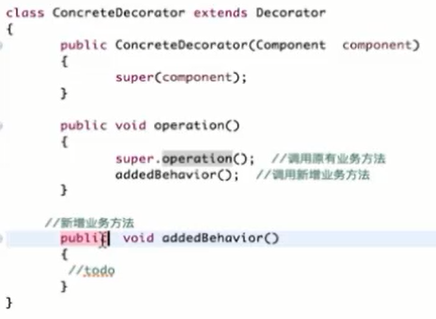 class ConcreteDecorator extends Decorator
{
public ConcreteDecorator(Component component)
{
super(component);
}
public void operation()
{
super.operation(); //调用原有业务方法
addedBehavior(); //调用新增业务方法
}
//新增业务方法
public void addedBehavior()
{
//todo
}
}